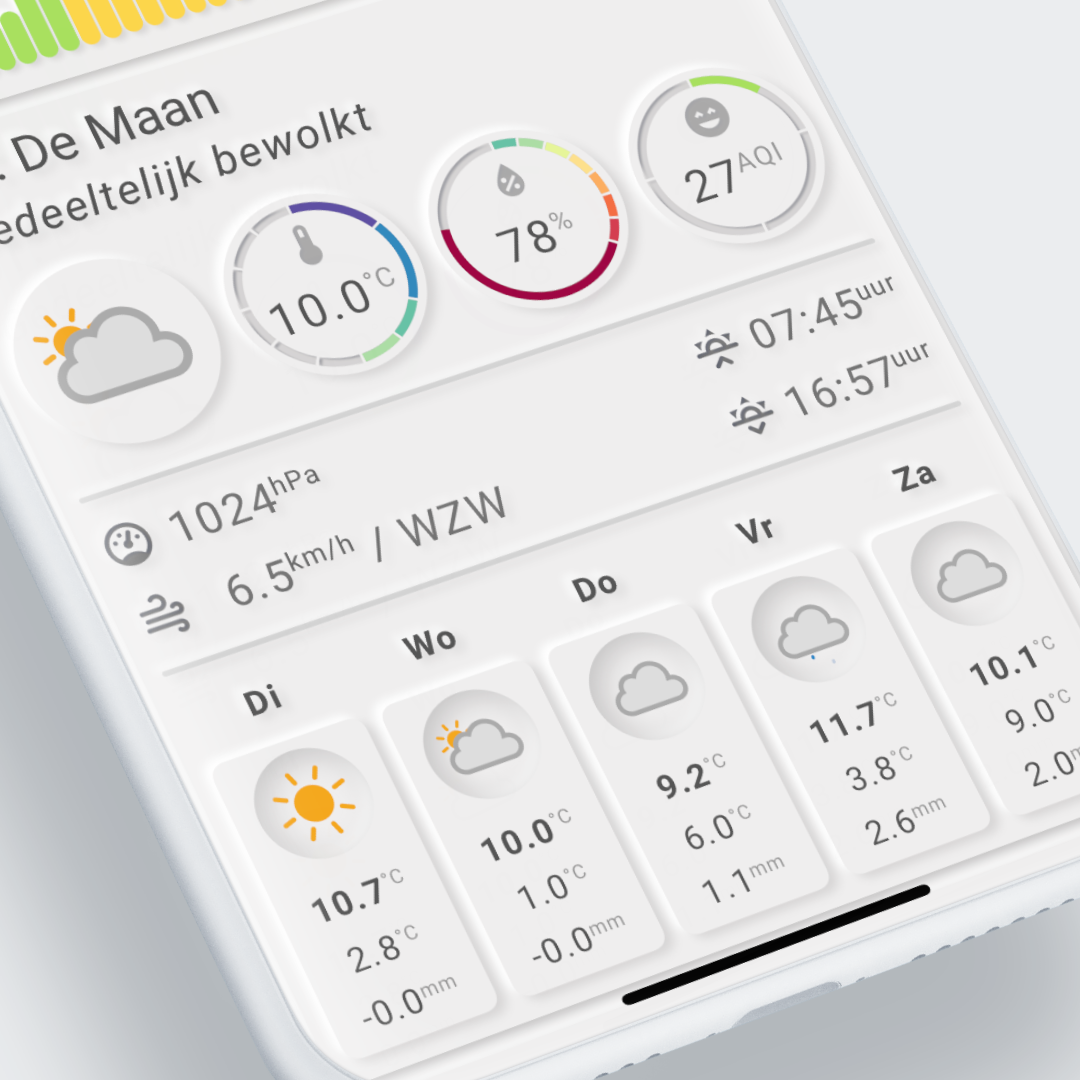 . De Maan
edeeltelijk bewolkt
10.0°C
78%
27AQI
07:45uur
16:57uur
1024hPa
6.5km/h / WZW
Di Wo Do Vr Za
10.7°C 10.0°C 9.2°C 11.7°C 10.1°C
2.8°C 1.0°C 6.0°C 3.8°C 9.0°C
-0.0mm -0.0mm 1.1mm 2.6mm 2.0m